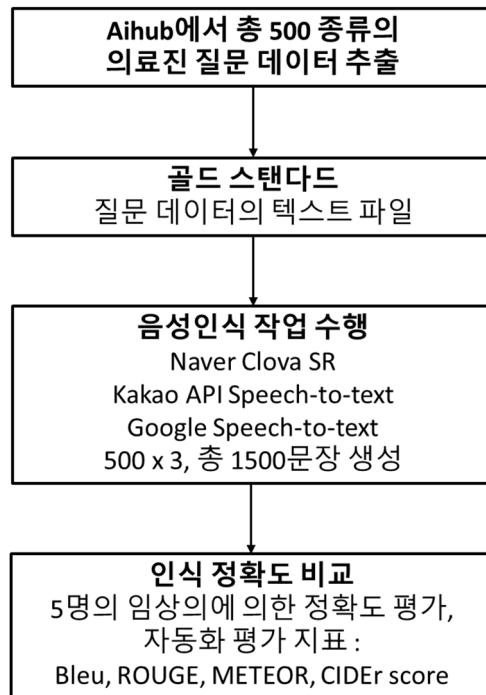 Aihub에서 총 500 종류의
의료진 질문 데이터 추출
골드 스탠다드
질문 데이터의 텍스트 파일
음성인식 작업 수행
Naver Clova SR
Kakao API Speech-to-text
Google Speech-to-text
500 x 3, 총 1500문장 생성
인식 정확도 비교
5명의 임상의에 의한 정확도 평가,
자동화 평가 지표 :
Bleu, ROUGE, METEOR, CIDEr score